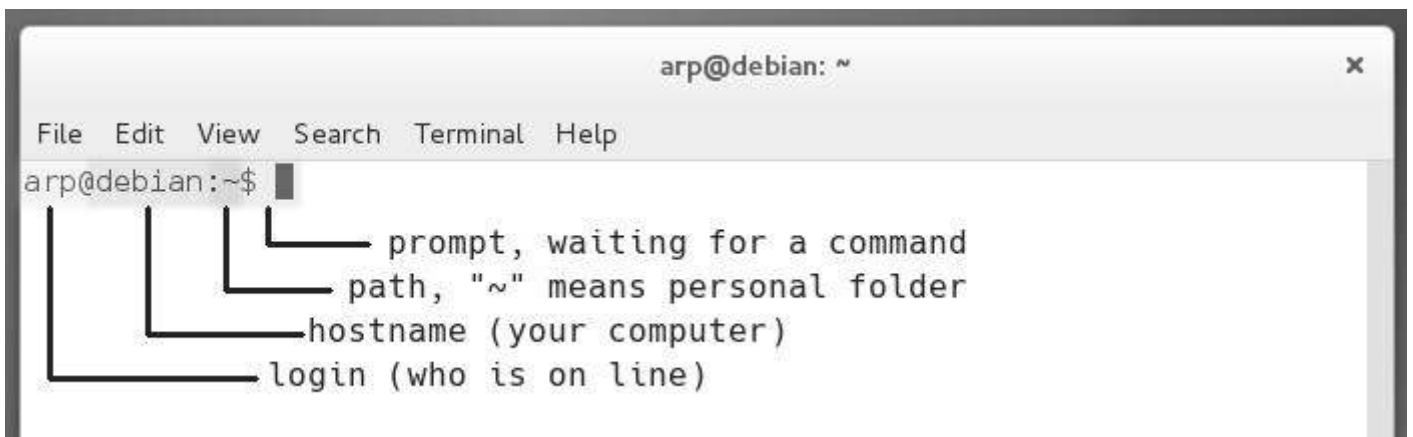 arp@debian: ~ ×
File Edit View Search Terminal Help
arp@debian:~$
prompt, waiting for a command
path, "~" means personal folder
hostname (your computer)
login (who is on line)